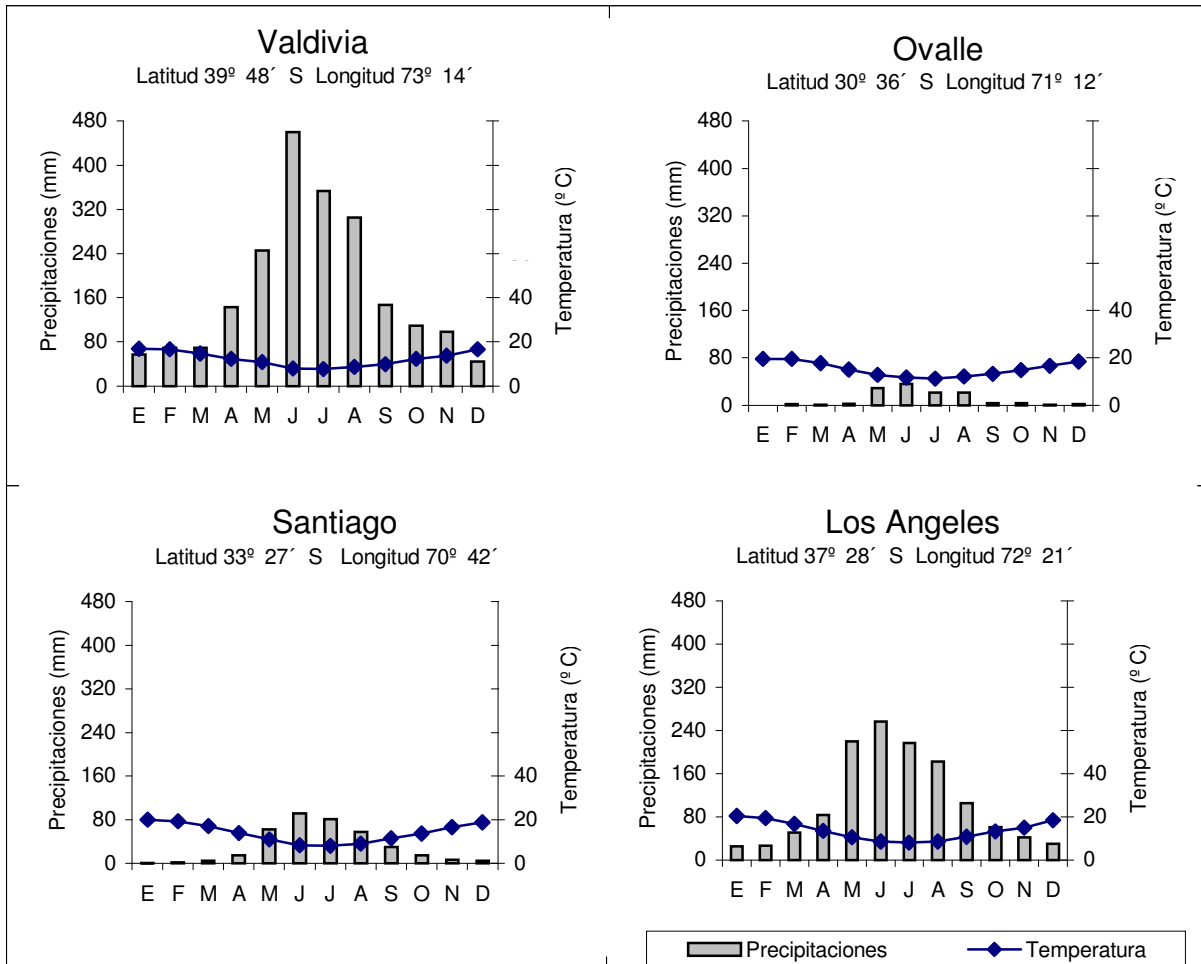 Valdivia
Latitud 39º 48´ S Longitud 73º 14´
Precipitaciones (mm)
480
400
320
240
160
80
0
40
20
0
Temperatura (º C)
E F M A M J J A S O N D
Ovalle
Latitud 30º 36´ S Longitud 71º 12´
Precipitaciones (mm)
480
400
320
240
160
80
0
40
20
0
Temperatura (º C)
E F M A M J J A S O N D
Santiago
Latitud 33º 27´ S Longitud 70º 42´
Precipitaciones (mm)
480
400
320
240
160
80
0
40
20
0
Temperatura (º C)
E F M A M J J A S O N D
Los Angeles
Latitud 37º 28´ S Longitud 72º 21´
Precipitaciones (mm)
480
400
320
240
160
80
0
40
20
0
Temperatura (º C)
E F M A M J J A S O N D
Precipitaciones Temperatura